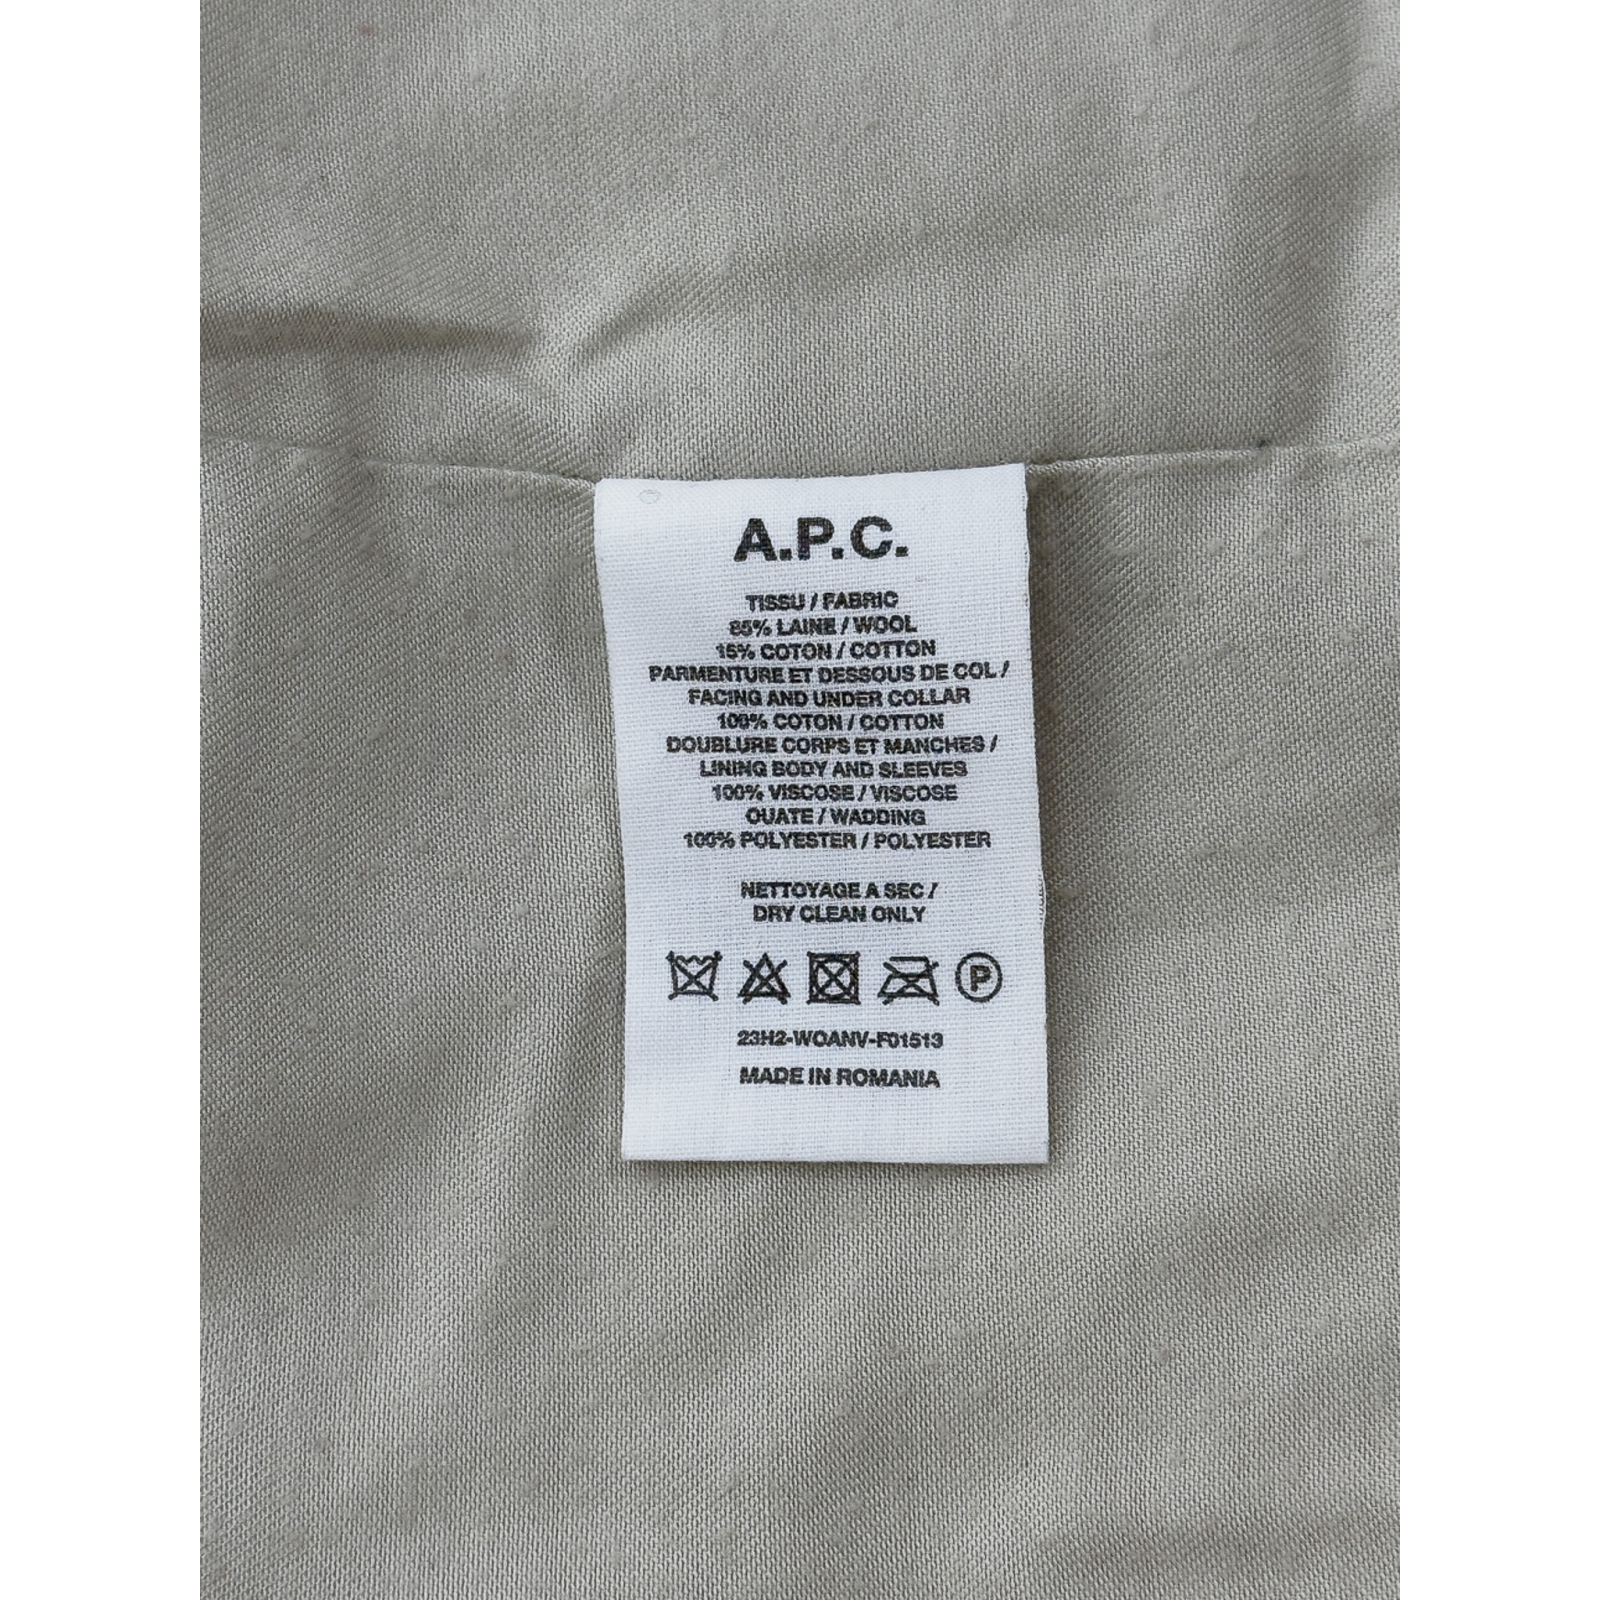 A.P.C.
TISSU / FABRIC
85% LAINE / WOOL
15% COTON / COTTON
PARMENTURE ET DESSOUS DE COL /
FACING AND UNDER COLLAR
100% COTON / COTTON
DOUBLURE CORPS ET MANCHES /
LINING BODY AND SLEEVES
100% VISCOSE / VISCOSE
OUATE / WADDING
100% POLYESTER / POLYESTER
NETTOYAGE A SEC /
DRY CLEAN ONLY
P
23H2-WOANV-F01513
MADE IN ROMANIA